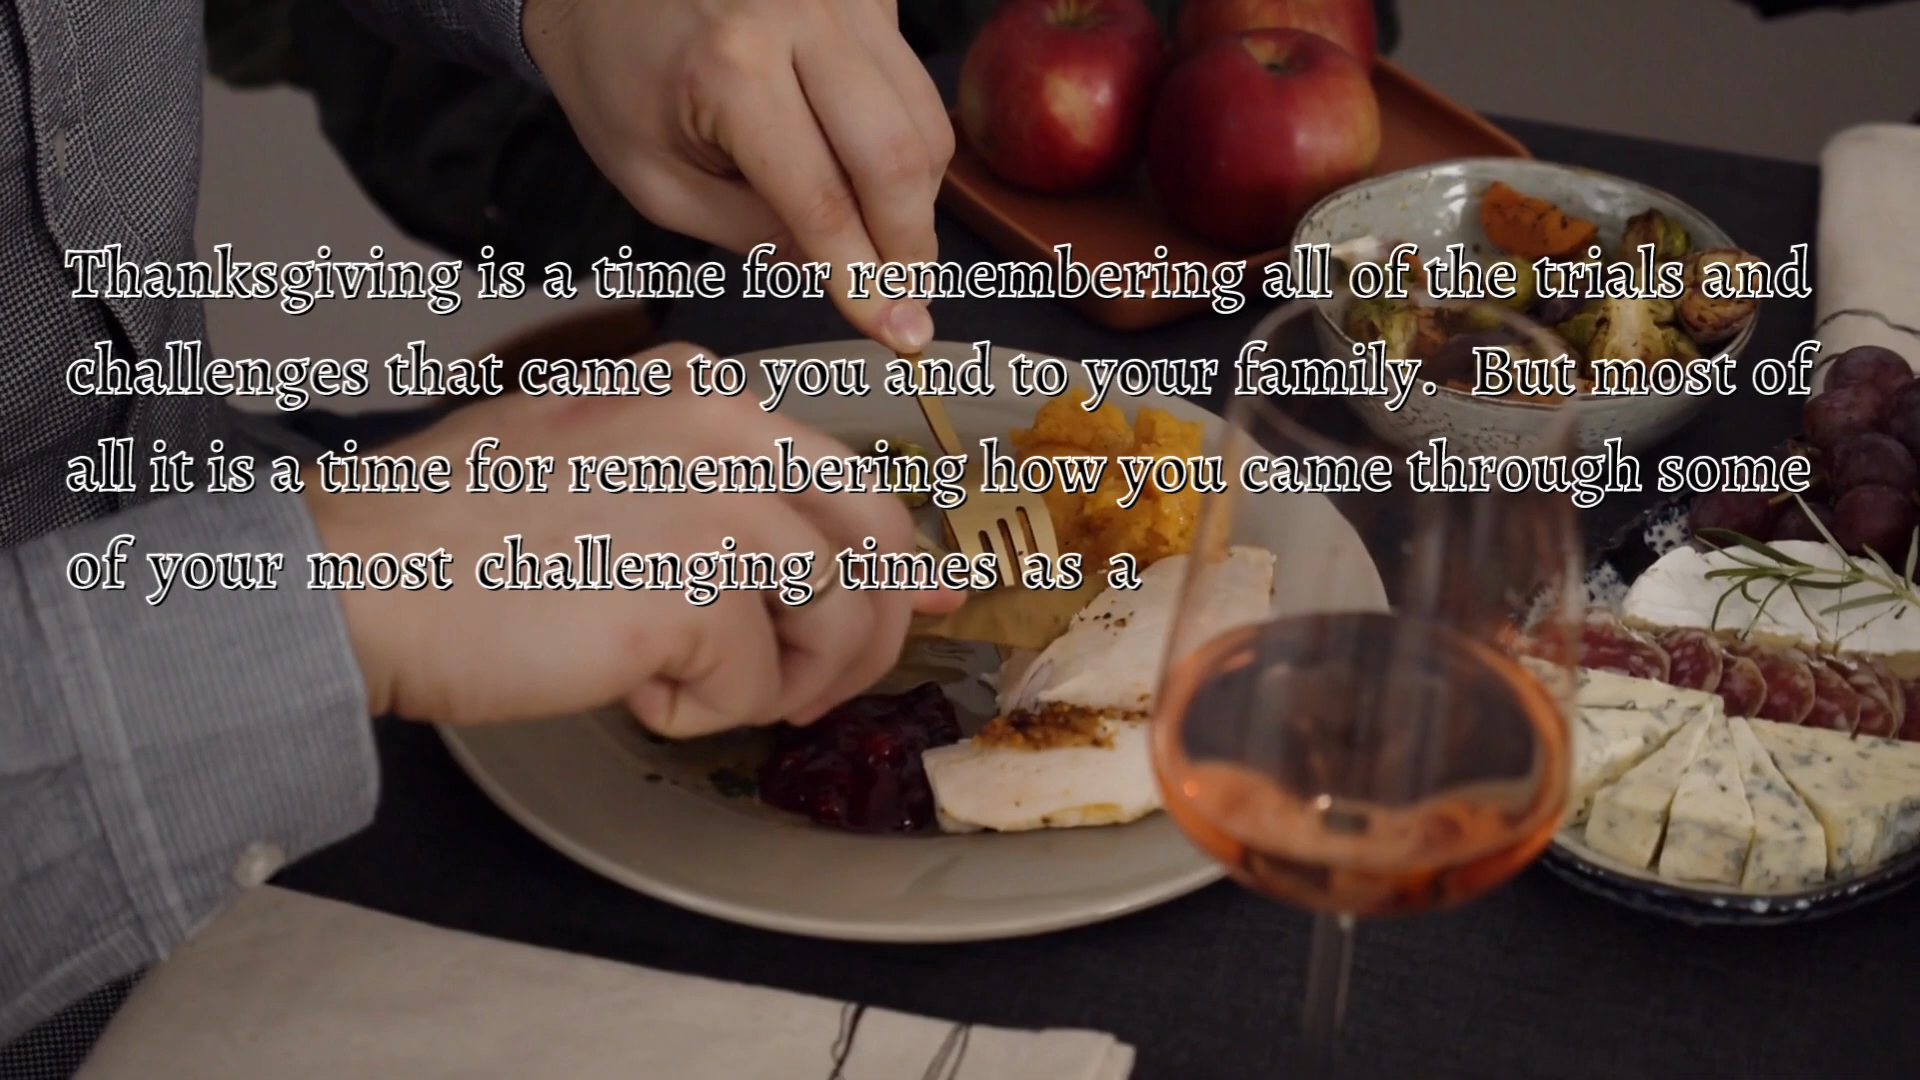 Thanksgiving is a time for remembering all of the trials and
challenges that came to you and to your family. But most of
all it is a time for remembering how you came through some
of your most challenging times as a